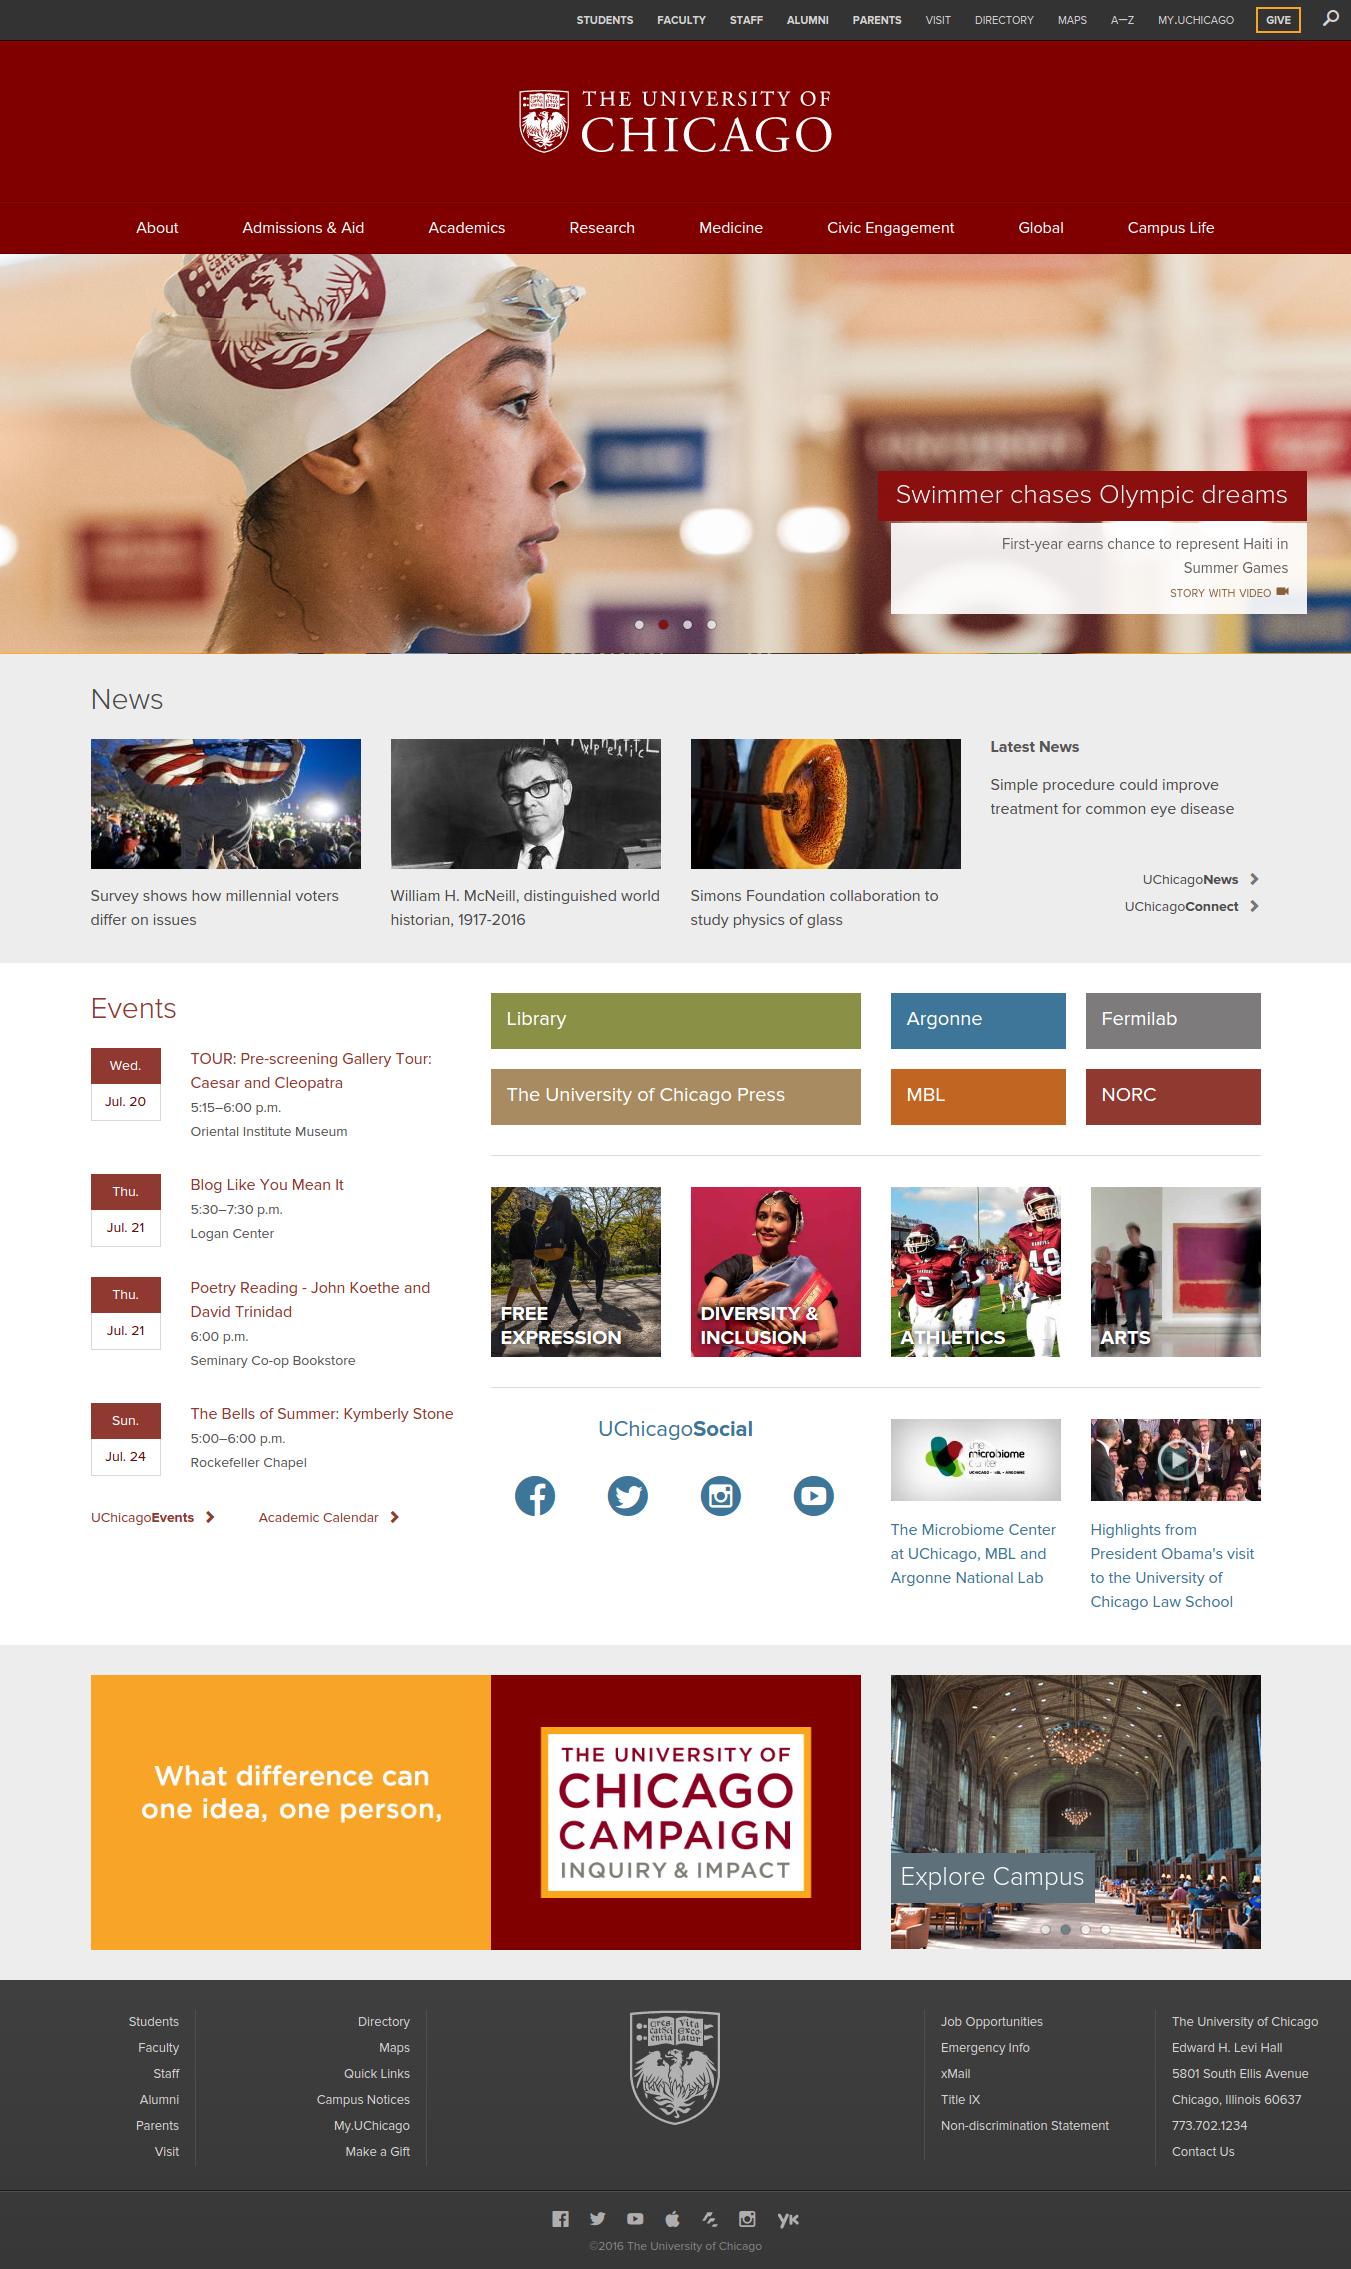 STUDENTS FACULTY STAFF ALUMNI PARENTS VISIT DIRECTORY MAPS A—Z MY.UCHICAGO GIVE
THE UNIVERSITY OF
CHICAGO
About Admissions & Aid Academics Research Medicine Civic Engagement Global Campus Life
Swimmer chases Olympic dreams
First-year earns chance to represent Haiti in
Summer Games
STORY WITH VIDEO
News
Survey shows how millennial voters
differ on issues
William H. McNeill, distinguished world
historian, 1917-2016
Simons Foundation collaboration to
study physics of glass
Latest News
Simple procedure could improve
treatment for common eye disease
UChicagoNews
UChicagoConnect
Events
Wed.
Jul. 20
TOUR: Pre-screening Gallery Tour:
Caesar and Cleopatra
5:15–6:00 p.m.
Oriental Institute Museum
Thu.
Jul. 21
Blog Like You Mean It
5:30–7:30 p.m.
Logan Center
Thu.
Jul. 21
Poetry Reading - John Koethe and
David Trinidad
6:00 p.m.
Seminary Co-op Bookstore
Sun.
Jul. 24
The Bells of Summer: Kymberly Stone
5:00–6:00 p.m.
Rockefeller Chapel
UChicagoEvents Academic Calendar
Library Argonne Fermilab
The University of Chicago Press MBL NORC
FREE
EXPRESSION
DIVERSITY &
INCLUSION
3
48
ATHLETICS
ARTS
UChicagoSocial
the
microbiome
center
UCHICAGO · MBL · ARGONNE
The Microbiome Center
at UChicago, MBL and
Argonne National Lab
Highlights from
President Obama's visit
to the University of
Chicago Law School
What difference can
one idea, one person,
THE UNIVERSITY OF
CHICAGO
CAMPAIGN
INQUIRY & IMPACT
Explore Campus
Students
Faculty
Staff
Alumni
Parents
Visit
Directory
Maps
Quick Links
Campus Notices
My.UChicago
Make a Gift
Job Opportunities
Emergency Info
xMail
Title IX
Non-discrimination Statement
The University of Chicago
Edward H. Levi Hall
5801 South Ellis Avenue
Chicago, Illinois 60637
773.702.1234
Contact Us
©2016 The University of Chicago